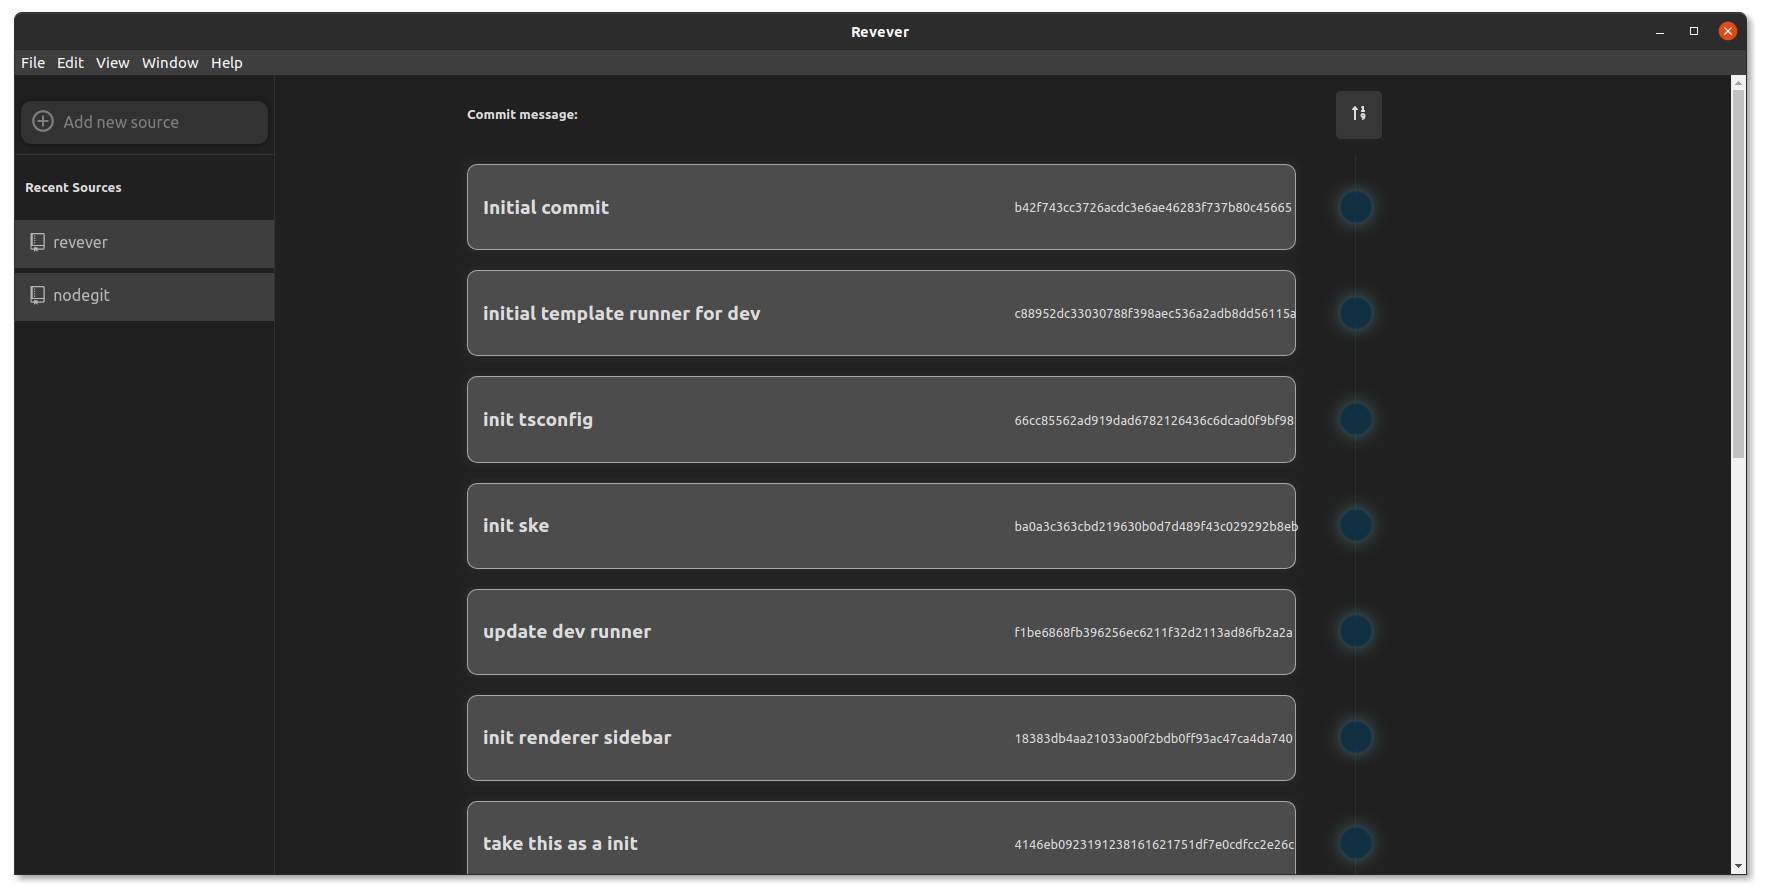 Revever
File Edit View Window Help
Add new source
Recent Sources
revever
nodegit
Commit message:
Initial commit b42f743cc3726acdc3e6ae46283f737b80c45665
initial template runner for dev c88952dc33030788f398aec536a2adb8dd56115a
init tsconfig 66cc85562ad919dad6782126436c6dcad0f9bf98
init ske ba0a3c363cbd219630b0d7d489f43c029292b8eb
update dev runner f1be6868fb396256ec6211f32d2113ad86fb2a2a
init renderer sidebar 18383db4aa21033a00f2bdb0ff93ac47ca4da740
take this as a init 4146eb0923191238161621751df7e0cdfcc2e26c